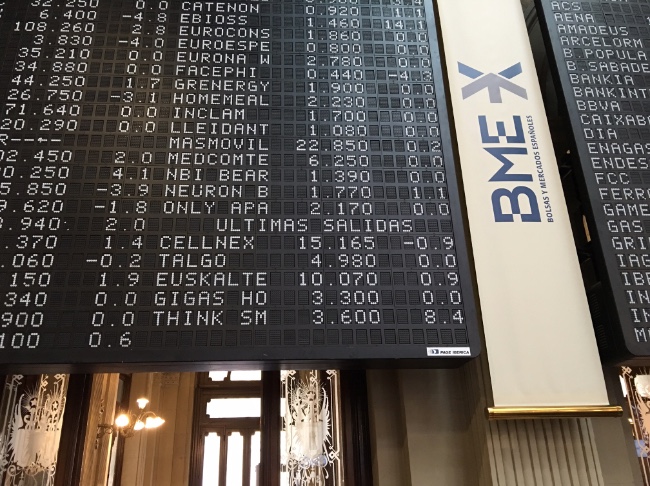 32.250 0.0 CATENON
6.400 -4.8 EBIOSS 1.460 14.
108.260 2.8 EUROCONS 1.860
3.830 EUROESPE 0.800 0.0
35.210 0.0 EURONA W 2.780 0.0
34.880 0.0 FACEPHI 0.440 -4.3
44.250 1.7 GRENERGY 1.900 0.0
26.750 -3.1 HOMEMEAL 2.230 0.0
71.640 0.0 INCLAM 1.700 0.0
20.290 0.0 LLEIDANT 1.080 0.0
R---.-- MASMOVIL 22.850 0.2
02.450 2.0 MEDCOMTE 6.250 0.0
0.250 4.1 NBI BEAR 1.390 0.0
5.850 -3.9 NEURON B 1.770 1.1
9.620 -1.8 ONLY APA 2.170 0.0
3.940 2.0 ULTIMAS SALIDAS
.370 1.4 CELLNEX 15.165 -0.9
.060 -0.2 TALGO 4.980 0.0
150 1.9 EUSKALTE 10.070 0.9
340 0.0 GIGAS HO 3.300 0.0
900 0.0 THINK SM 3.600 8.4
100 0.6
PAGE IBERICA
BME
BOLSAS Y MERCADOS ESPAÑOLES
ACS
AENA
AMADEUS
ARCELORM
B.POPULA
B.SABADE
BANKIA
BANKINT
BBVA
CAIXAB
DIA
ENAGAS
ENDES
FCC
FERRO
GAME
GAS
GRI
IAG
IBE
IN
IN
MA